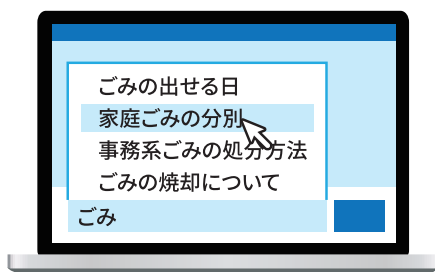 ごみの出せる日
家庭ごみの分別
事務系ごみの処分方法
ごみの焼却について
ごみ